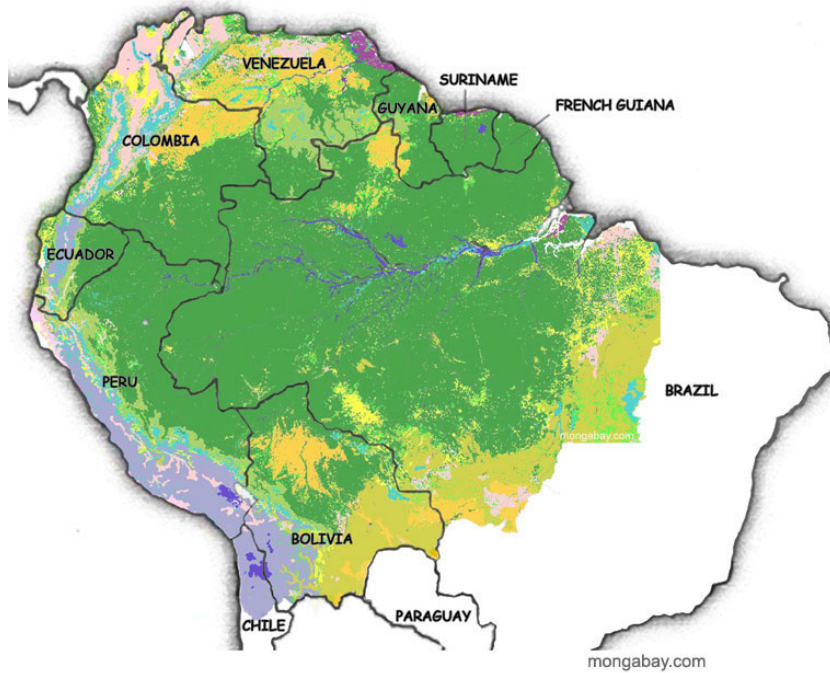 VENEZUELA
SURINAME
GUYANA
FRENCH GUIANA
COLOMBIA
ECUADOR
PERU
BRAZIL
mongabay.com
BOLIVIA
PARAGUAY
CHILE
mongabay.com